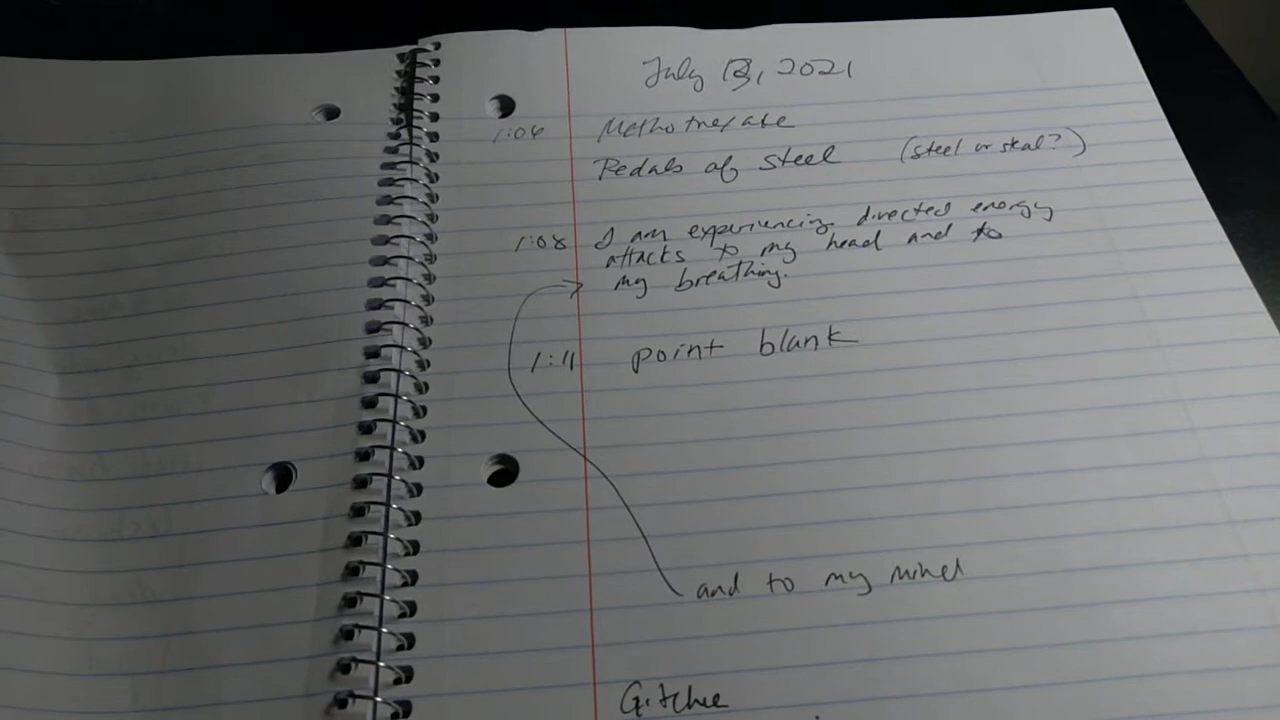 July 13, 2021
1:06 Methotrexate
Pedals of steel (steel or steal?)
1:08 I am experiencing directed energy
attacks to my head and to
my breathing.
1:11 point blank
and to my mind
Gitchee